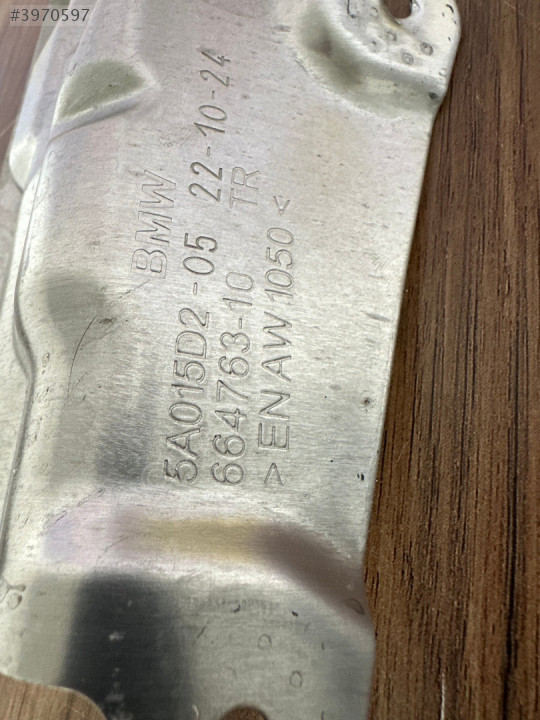 #3970597
BMW
5A015D2-05 22-10-24
664763-10 TR
>EN AW 1050<